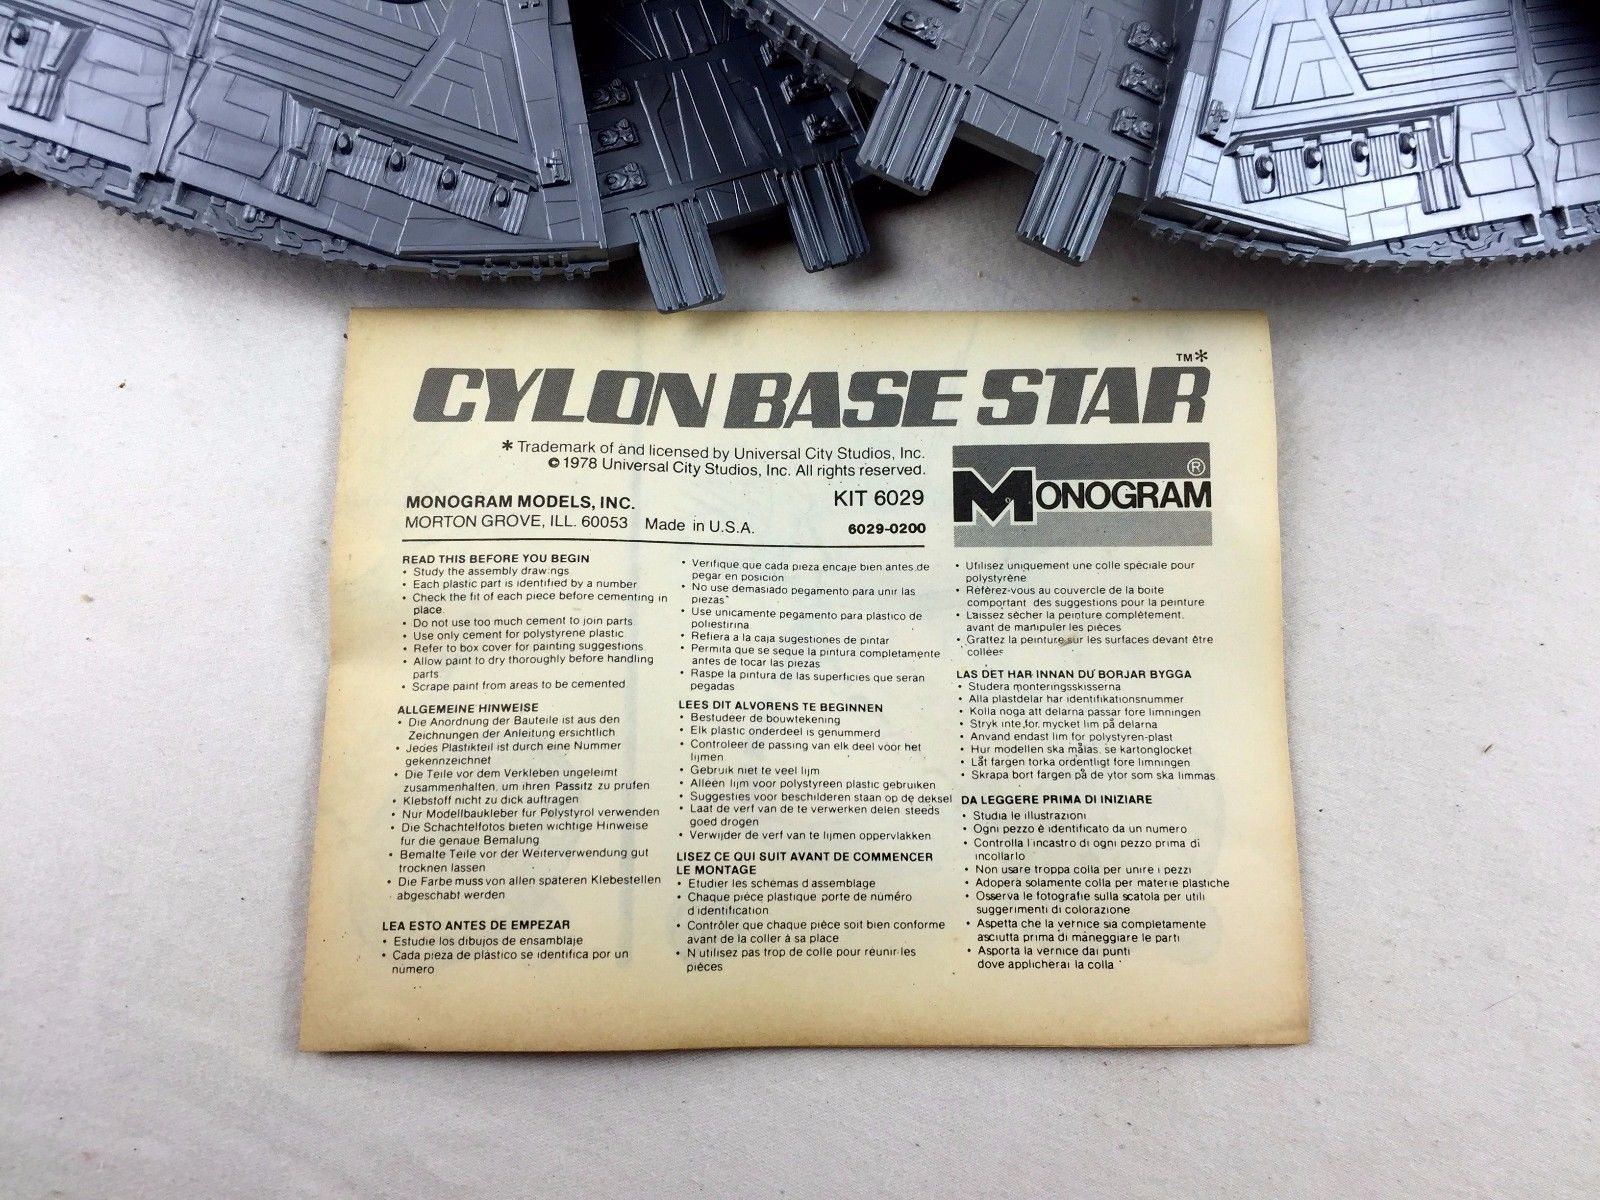 CYLON BASE STAR TM*
* Trademark of and licensed by Universal City Studios, Inc.
© 1978 Universal City Studios, Inc. All rights reserved.
MONOGRAM MODELS, INC.
KIT 6029
MORTON GROVE, ILL. 60053 Made in U.S.A.
6029-0200
MONOGRAM ®
READ THIS BEFORE YOU BEGIN
• Study the assembly drawings
• Each plastic part is identified by a number
• Check the fit of each piece before cementing in
place.
• Do not use too much cement to join parts
• Use only cement for polystyrene plastic
• Refer to box cover for painting suggestions
• Allow paint to dry thoroughly before handling
parts
• Scrape paint from areas to be cemented
ALLGEMEINE HINWEISE
• Die Anordnung der Bauteile ist aus den
Zeichnungen der Anleitung ersichtlich
• Jedes Plastikteil ist durch eine Nummer
gekennzeichnet
• Die Teile vor dem Verkleben ungeleimt
zusammenhalten, um ihren Passitz zu prufen
• Klebstoff nicht zu dick auftragen
• Nur Modellbaukleber fur Polystyrol verwenden
• Die Schachtelfotos bieten wichtige Hinweise
fur die genaue Bemalung
• Bemalte Teile vor der Weiterverwendung gut
trocknen lassen
• Die Farbe muss von allen spateren Klebestellen
abgeschabt werden
LEA ESTO ANTES DE EMPEZAR
• Estudie los dibujos de ensamblaje
• Cada pieza de plástico se identifica por un
número
• Verifique que cada pieza encaje bien antes de
pegar en posición
• No use demasiado pegamento para unir las
piezas
• Use unicamente pegamento para plástico de
poliestirina
• Refiera a la caja sugestiones de pintar
• Permita que se seque la pintura completamente
antes de tocar las piezas
• Raspe la pintura de las superficies que seran
pegadas
LEES DIT ALVORENS TE BEGINNEN
• Bestudeer de bouwtekening
• Elk plastic onderdeel is genummerd
• Controleer de passing van elk deel voor het
lijmen
• Gebruik niet te veel lijm
• Alleen lijm voor polystyreen plastic gebruiken
• Suggesties voor beschilderen staan op de deksel
• Laat de verf van de te verwerken delen steeds
goed drogen
• Verwijder de verf van te lijmen oppervlakken
LISEZ CE QUI SUIT AVANT DE COMMENCER
LE MONTAGE
• Etudier les schémas d'assemblage
• Chaque pièce plastique porte de numéro
d'identification
• Contrôler que chaque pièce soit bien conforme
avant de la coller à sa place
• N'utilisez pas trop de colle pour réunir les
pièces
• Utilisez uniquement une colle spéciale pour
polystyrène
• Référez-vous au couvercle de la boite
comportant des suggestions pour la peinture
• Laissez sécher la peinture complètement
avant de manipuler les pièces
• Grattez la peinture sur les surfaces devant être
collées
LAS DET HAR INNAN DU BORJAR BYGGA
• Studera monteringsskisserna
• Alla plastdelar har identifikationsnummer
• Kolla noga att delarna passar fore limningen
• Stryk inte for mycket lim på delarna
• Anvand endast lim for polystyren-plast
• Hur modellen ska målas, se kartonglocket
• Låt fargen torka ordentligt fore limningen
• Skrapa bort fargen på de ytor som ska limmas
DA LEGGERE PRIMA DI INIZIARE
• Studia le illustrazioni
• Ogni pezzo è identificato da un numero
• Controlla l'incastro di ogni pezzo prima di
incollarlo
• Non usare troppa colla per unire i pezzi
• Adopera solamente colla per materie plastiche
• Osserva le fotografie sulla scatola per utili
suggerimenti di colorazione
• Aspetta che la vernice sia completamente
asciutta prima di maneggiare le parti
• Asporta la vernice dai punti
dove applicherai la colla